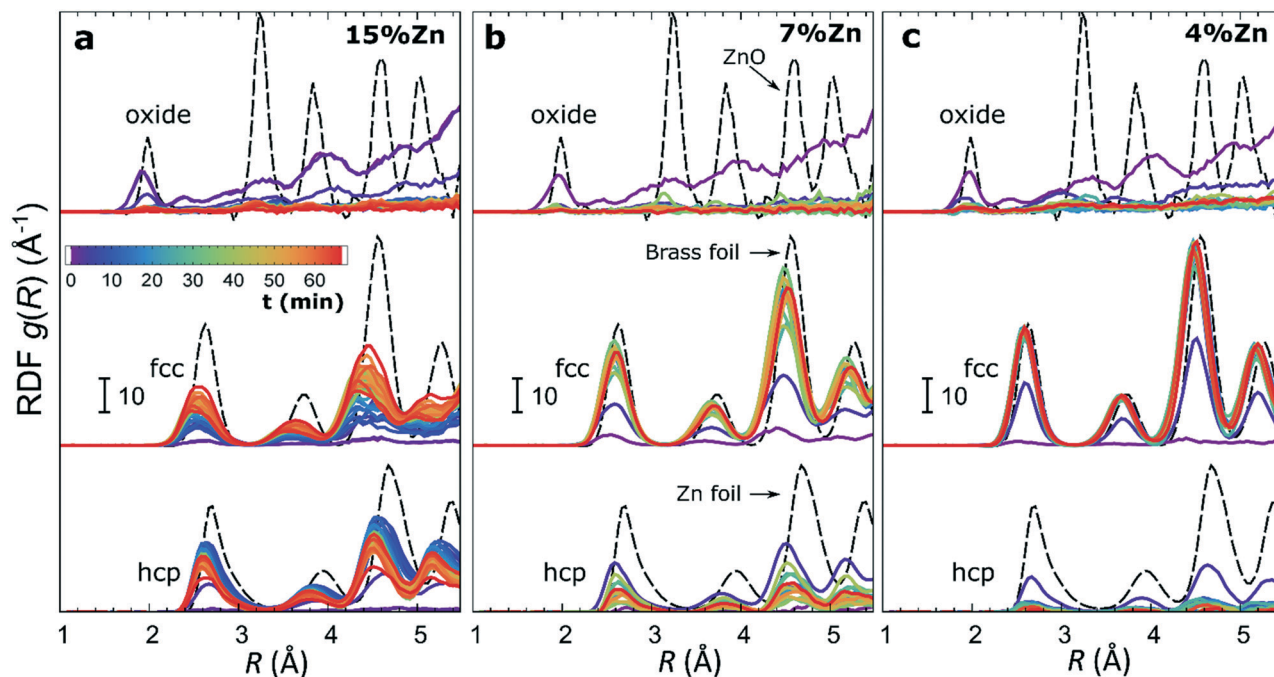 a 15%Zn
b 7%Zn
c 4%Zn
ZnO
oxide
oxide
oxide
0 10 20 30 40 50 60
t (min)
Brass foil
RDF g(R) (Å⁻¹)
10 fcc
10 fcc
10 fcc
Zn foil
hcp
hcp
hcp
1 2 3 4 5
1 2 3 4 5
1 2 3 4 5
R (Å)
R (Å)
R (Å)